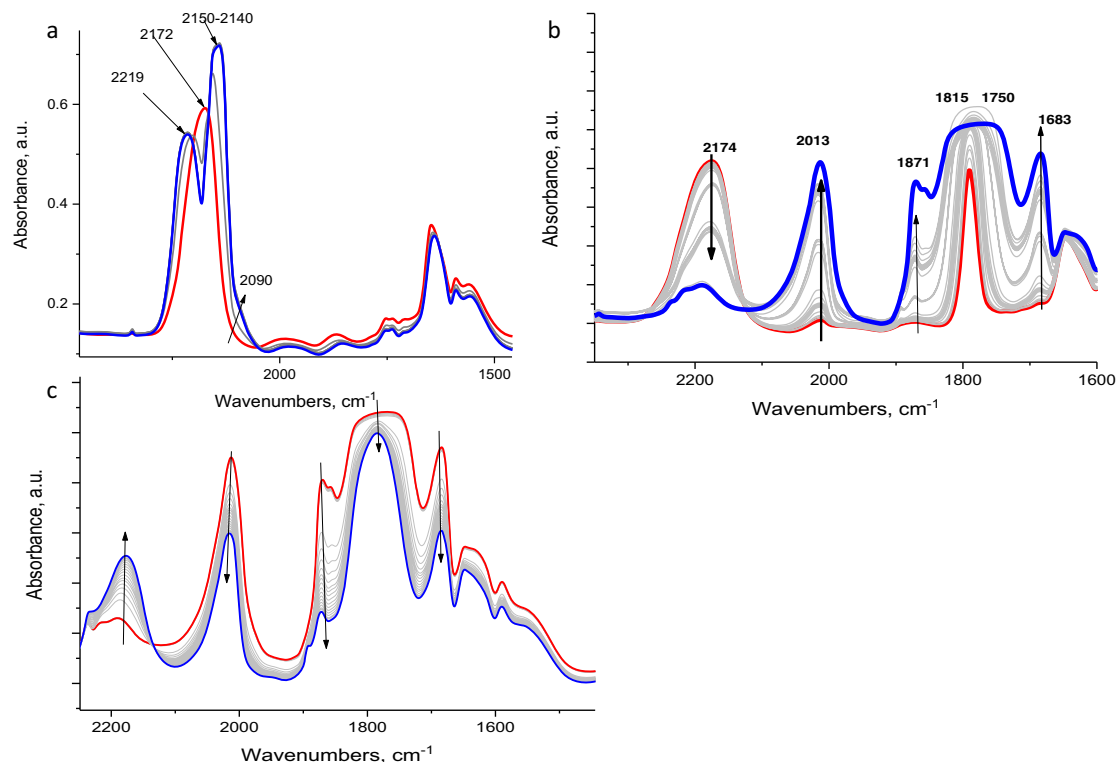 a
2150-2140
2172
2219
2090
0.6
0.4
0.2
Absorbance, a.u.
2000
1500
Wavenumbers, cm-1
b
1815
1750
1683
2174
2013
1871
Absorbance, a.u.
2200
2000
1800
1600
Wavenumbers, cm-1
c
Absorbance, a.u.
2200
2000
1800
1600
Wavenumbers, cm-1